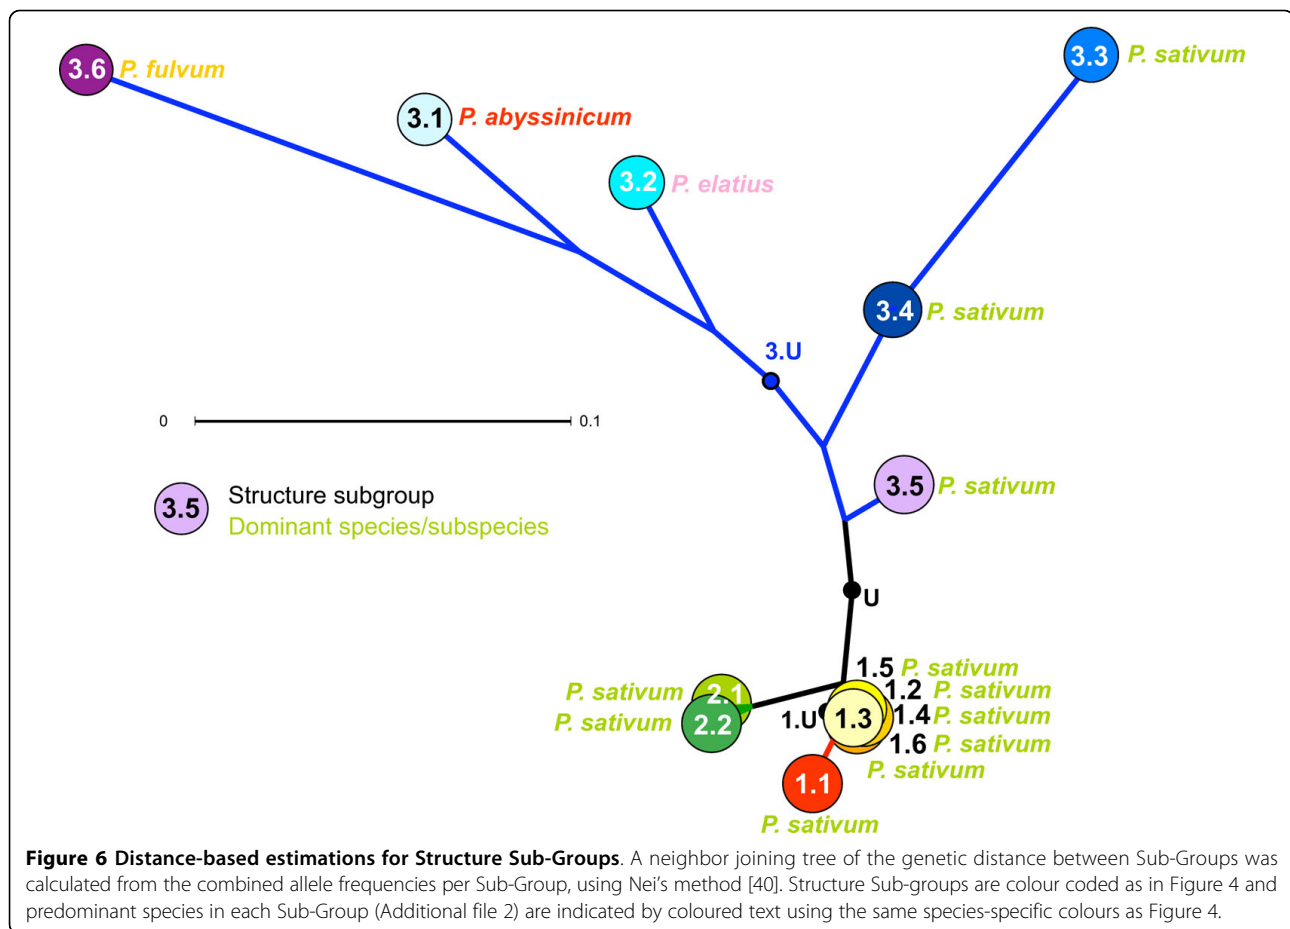 3.6 P. fulvum
3.3 P. sativum
3.1 P. abyssinicum
3.2 P. elatius
3.4 P. sativum
3.U
0 0.1
3.5 P. sativum
3.5 Structure subgroup
Dominant species/subspecies
U
1.5 P. sativum
P. sativum 2.1
1.2 P. sativum
P. sativum 2.2
1.U 1.3
1.4 P. sativum
1.6 P. sativum
P. sativum
1.1
P. sativum
Figure 6 Distance-based estimations for Structure Sub-Groups. A neighbor joining tree of the genetic distance between Sub-Groups was
calculated from the combined allele frequencies per Sub-Group, using Nei's method [40]. Structure Sub-groups are colour coded as in Figure 4 and
predominant species in each Sub-Group (Additional file 2) are indicated by coloured text using the same species-specific colours as Figure 4.